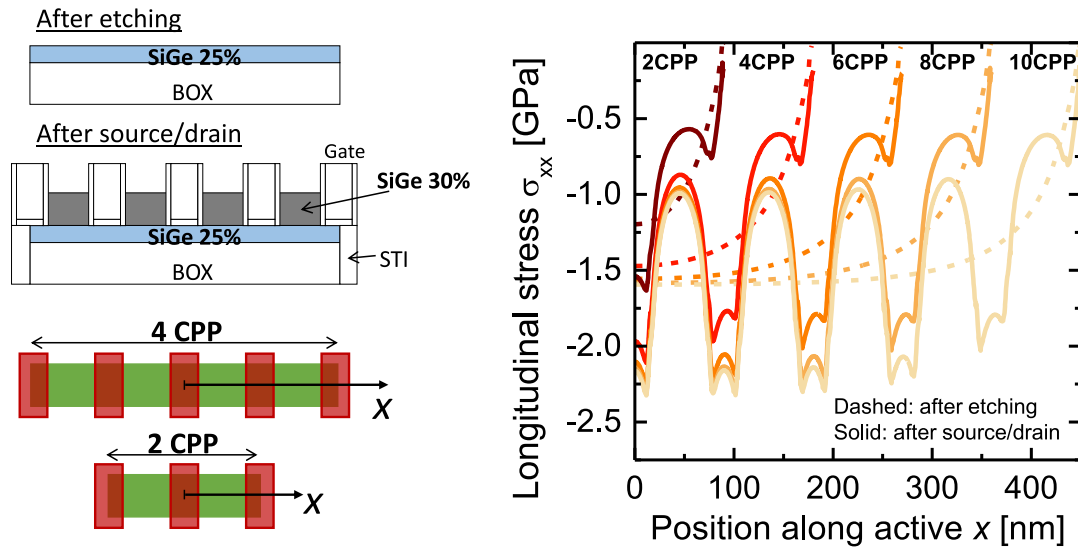 After etching
SiGe 25%
BOX
After source/drain
Gate
SiGe 30%
SiGe 25%
BOX
STI
4 CPP
x
2 CPP
x
2CPP 4CPP 6CPP 8CPP 10CPP
-0.5
-1.0
-1.5
-2.0
-2.5
Longitudinal stress σxx [GPa]
Dashed: after etching
Solid: after source/drain
0 100 200 300 400
Position along active x [nm]